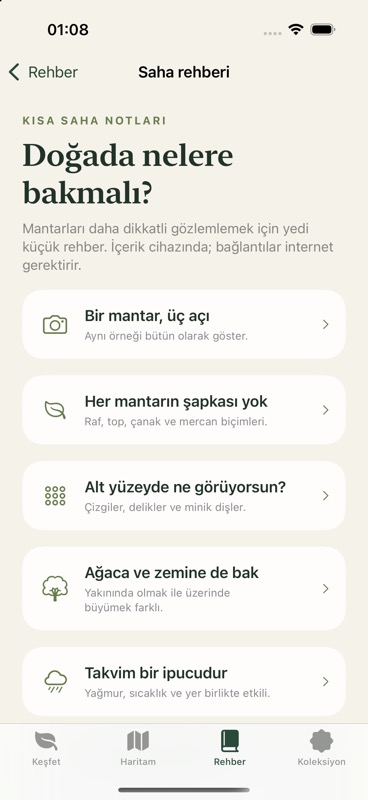 01:08
Rehber
Saha rehberi
KISA SAHA NOTLARI
Doğada nelere
bakmalı?
Mantarları daha dikkatli gözlemlemek için yedi
küçük rehber. İçerik cihazında; bağlantılar internet
gerektirir.
Bir mantar, üç açı
Aynı örneği bütün olarak göster.
Her mantarın şapkası yok
Raf, top, çanak ve mercan biçimleri.
Alt yüzeyde ne görüyorsun?
Çizgiler, delikler ve minik dişler.
Ağaca ve zemine de bak
Yakınında olmak ile üzerinde
büyümek farklı.
Takvim bir ipucudur
Yağmur, sıcaklık ve yer birlikte etkili.
Keşfet
Haritam
Rehber
Koleksiyon